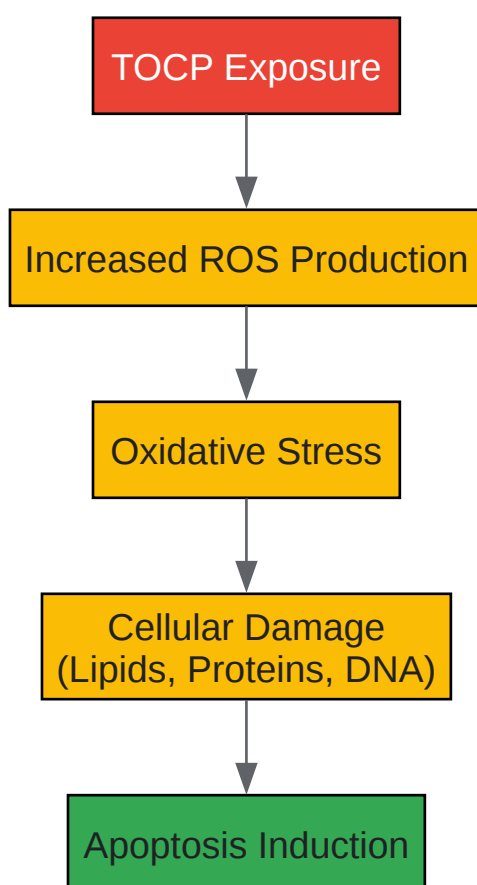 TOCP Exposure
Increased ROS Production
Oxidative Stress
Cellular Damage
(Lipids, Proteins, DNA)
Apoptosis Induction